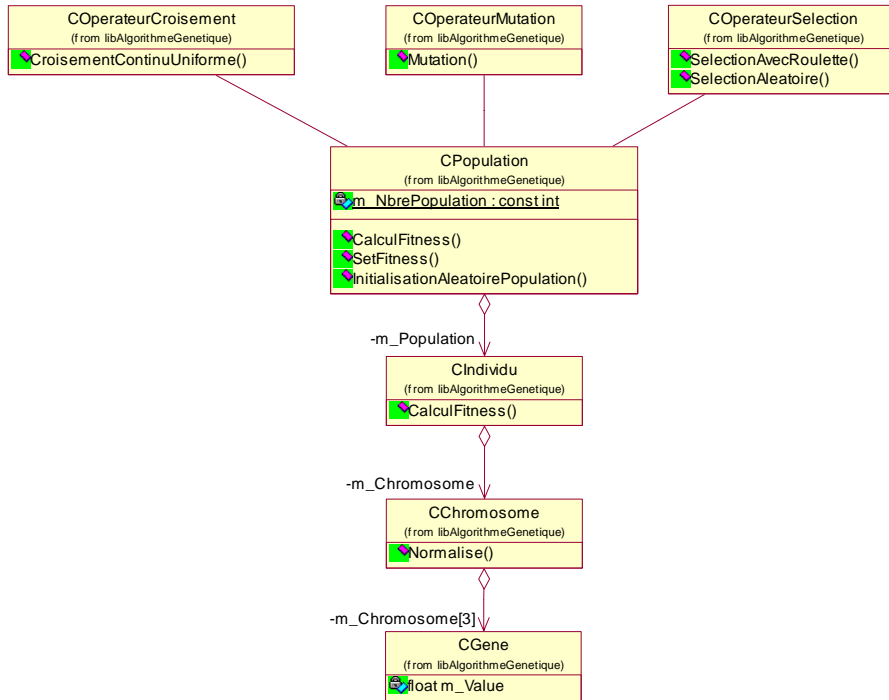 COperateurCroisement
(from libAlgorithmeGenetique)
CroisementContinuUniforme()
COperateurMutation
(from libAlgorithmeGenetique)
Mutation()
COperateurSelection
(from libAlgorithmeGenetique)
SelectionAvecRoulette()
SelectionAleatoire()
CPopulation
(from libAlgorithmeGenetique)
m_NbrePopulation : const int
CalculFitness()
SetFitness()
InitialisationAleatoirePopulation()
-m_Population
CIndividu
(from libAlgorithmeGenetique)
CalculFitness()
-m_Chromosome
CChromosome
(from libAlgorithmeGenetique)
Normalise()
-m_Chromosome[3]
CGene
(from libAlgorithmeGenetique)
float m_Value